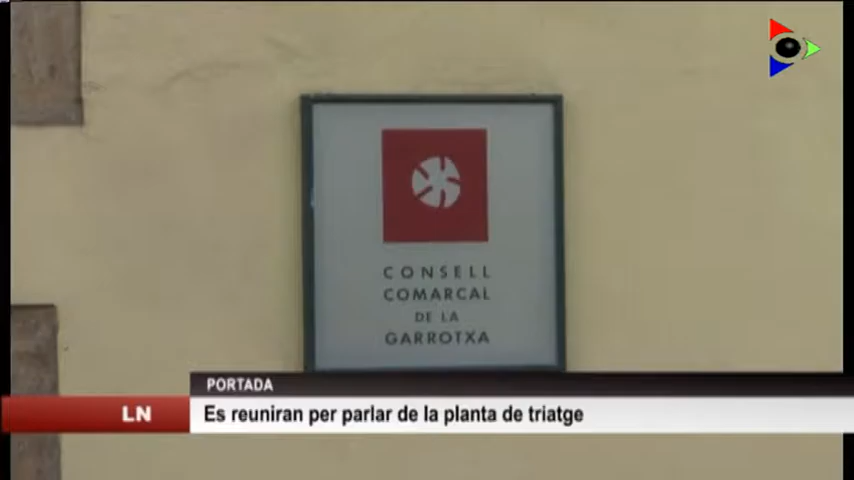 CONSELL
COMARCAL
DE LA
GARROTXA
PORTADA
LN
Es reuniran per parlar de la planta de triatge